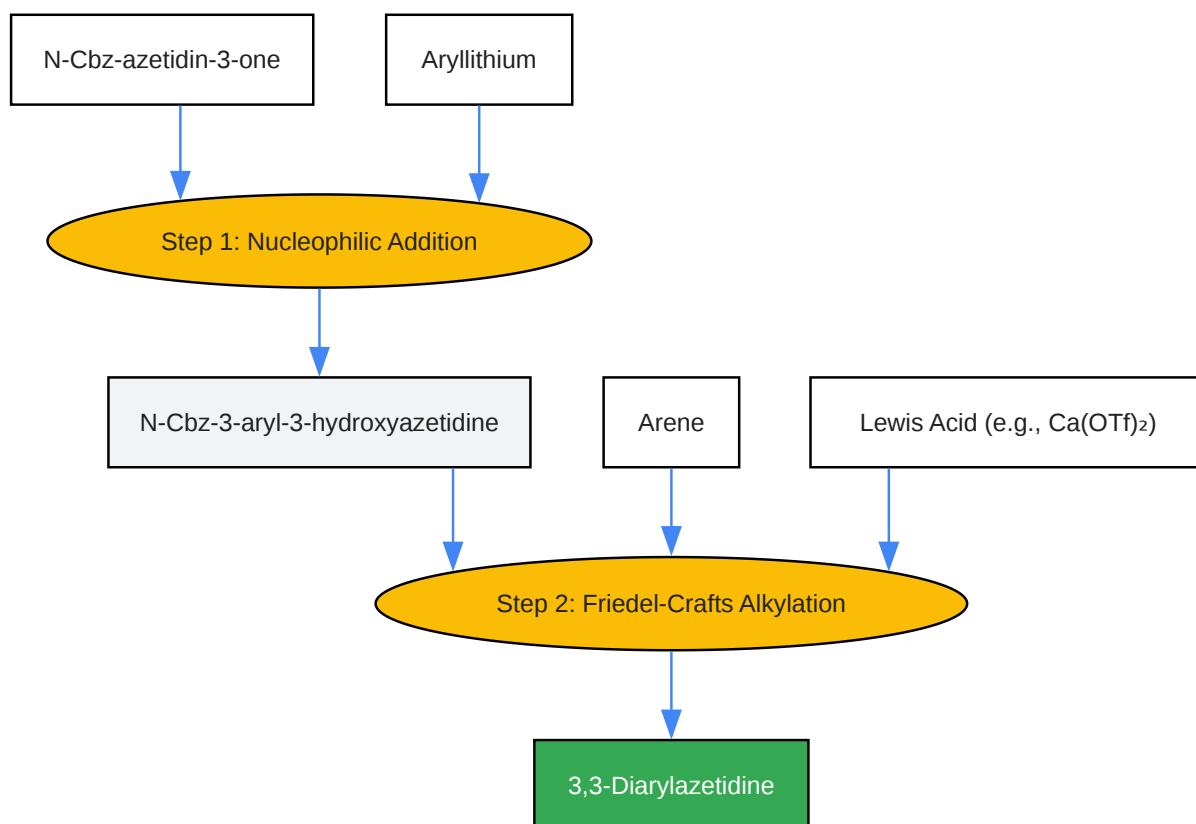 N-Cbz-azetidin-3-one
Aryllithium
Step 1: Nucleophilic Addition
N-Cbz-3-aryl-3-hydroxyazetidine
Arene
Lewis Acid (e.g., Ca(OTf)₂)
Step 2: Friedel-Crafts Alkylation
3,3-Diarylazetidine